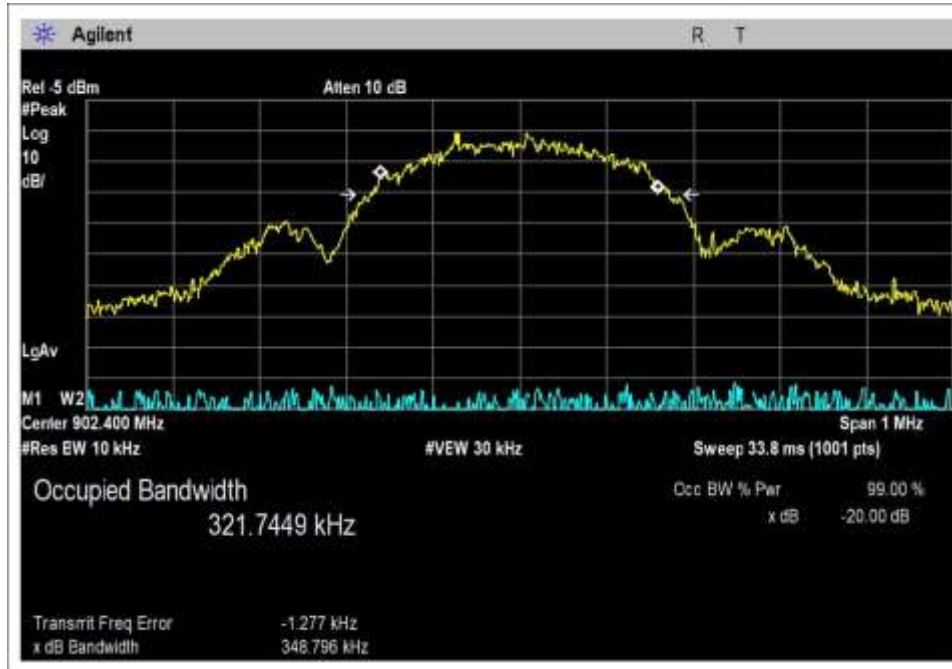 Agilent R T
Ref -5 dBm Atten 10 dB
#Peak
Log
10
dB/
LgAv
M1 W2
Center 902.400 MHz Span 1 MHz
#Res BW 10 kHz #VBW 30 kHz Sweep 33.8 ms (1001 pts)
Occupied Bandwidth Occ BW % Pwr 99.00 %
321.7449 kHz x dB -20.00 dB
Transmit Freq Error -1.277 kHz
x dB Bandwidth 348.796 kHz